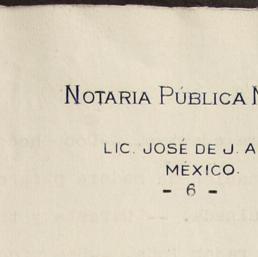 NOTARIA PÚBLICA N
LIC. JOSÉ DE J. A
MÉXICO.
- 6 -